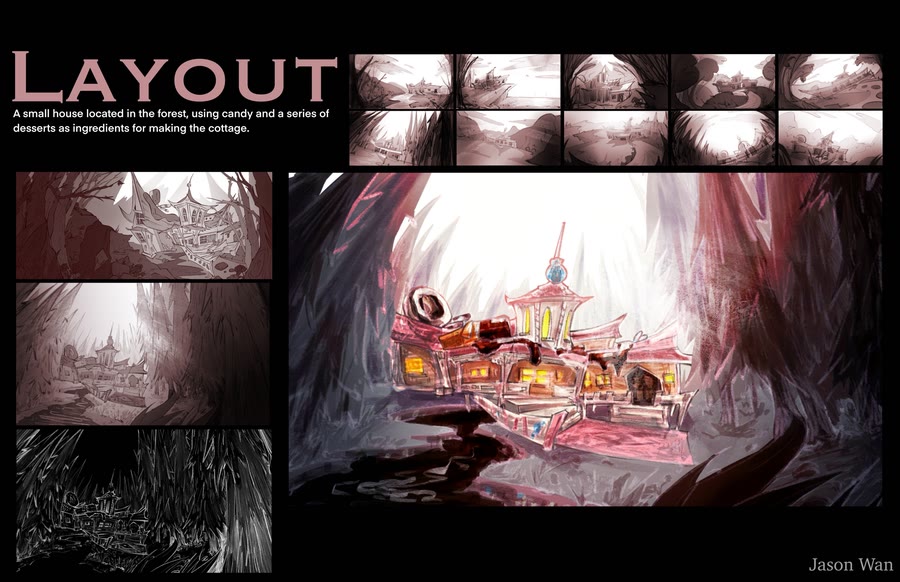 LAYOUT
A small house located in the forest, using candy and a series of
desserts as ingredients for making the cottage.
Jason Wan